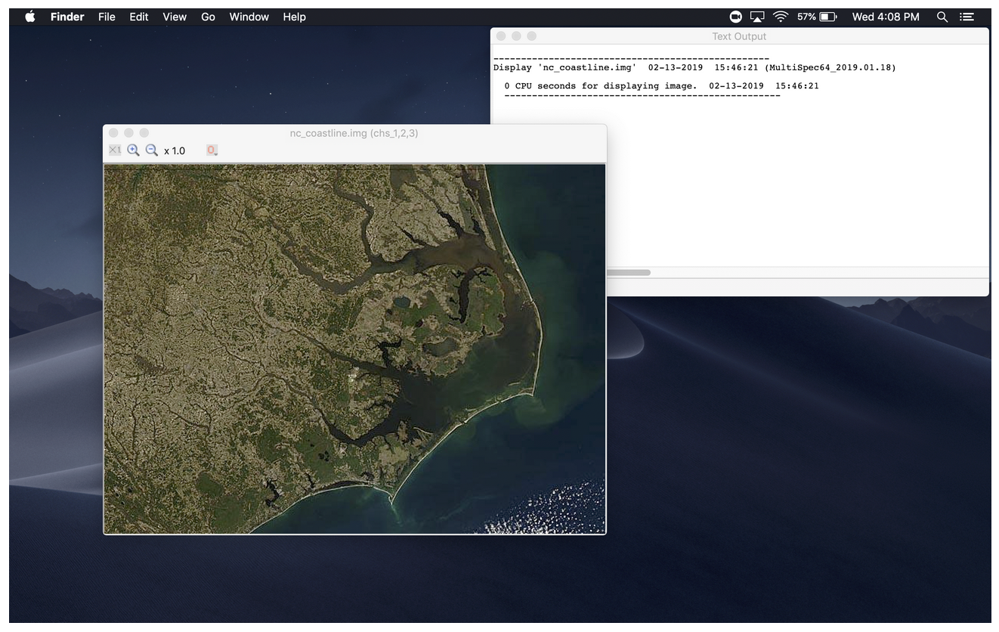 Finder File Edit View Go Window Help 57% Wed 4:08 PM
Text Output
--------------------------------------------------
Display 'nc_coastline.img' 02-13-2019 15:46:21 (MultiSpec64_2019.01.18)
0 CPU seconds for displaying image. 02-13-2019 15:46:21
--------------------------------------------------
nc_coastline.img (chs_1,2,3)
X1 x 1.0 0